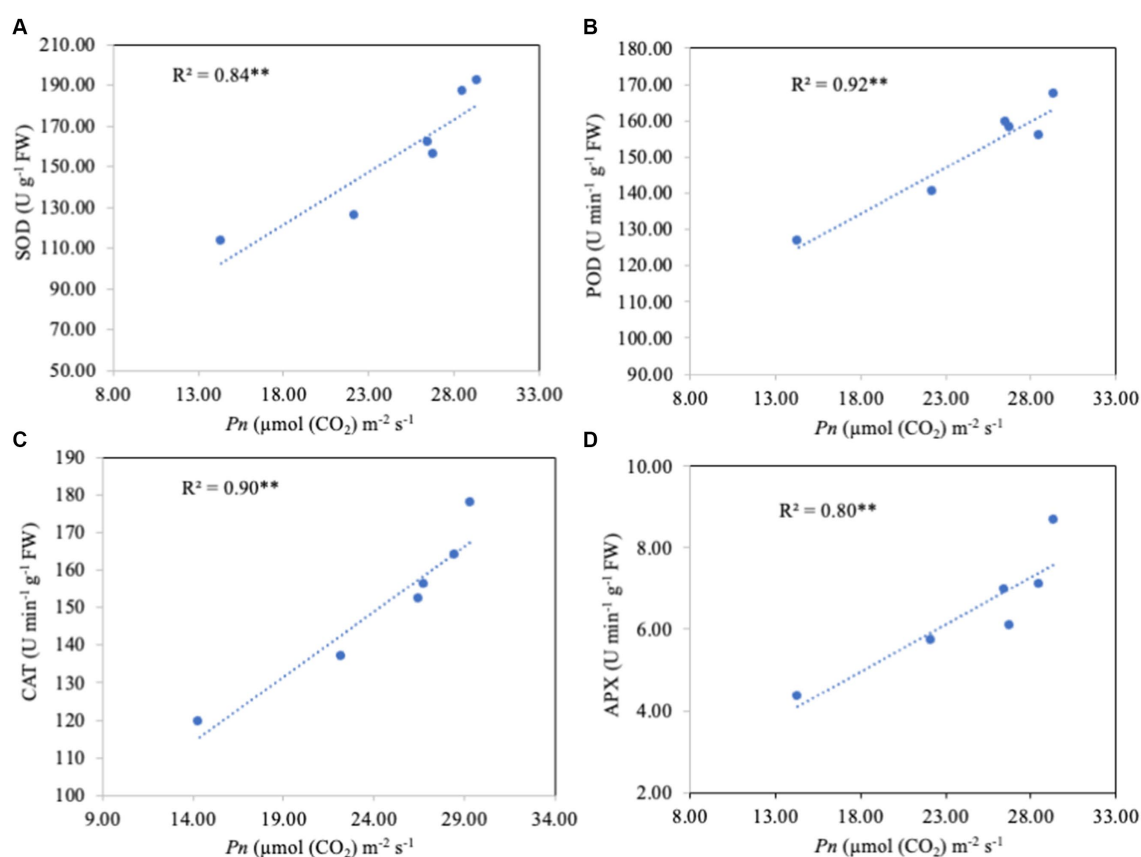 A
210.00
190.00
170.00
150.00
130.00
110.00
90.00
70.00
50.00
SOD (U g⁻¹ FW)
R² = 0.84**
8.00 13.00 18.00 23.00 28.00 33.00
Pn (µmol (CO₂) m⁻² s⁻¹
B
180.00
170.00
160.00
150.00
140.00
130.00
120.00
110.00
100.00
90.00
POD (U min⁻¹ g⁻¹ FW)
R² = 0.92**
8.00 13.00 18.00 23.00 28.00 33.00
Pn (µmol (CO₂) m⁻² s⁻¹
C
190
180
170
160
150
140
130
120
110
100
CAT (U min⁻¹ g⁻¹ FW)
R² = 0.90**
9.00 14.00 19.00 24.00 29.00 34.00
Pn (µmol (CO₂) m⁻² s⁻¹
D
10.00
8.00
6.00
4.00
2.00
APX (U min⁻¹ g⁻¹ FW)
R² = 0.80**
8.00 13.00 18.00 23.00 28.00 33.00
Pn (µmol (CO₂) m⁻² s⁻¹